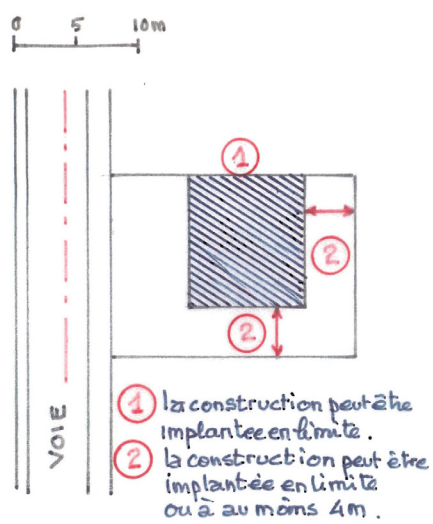 0 5 10m
1
2
2
VOIE
1 la construction peut être
implantée en limite.
2 la construction peut être
implantée en limite
ou à au moins 4m.